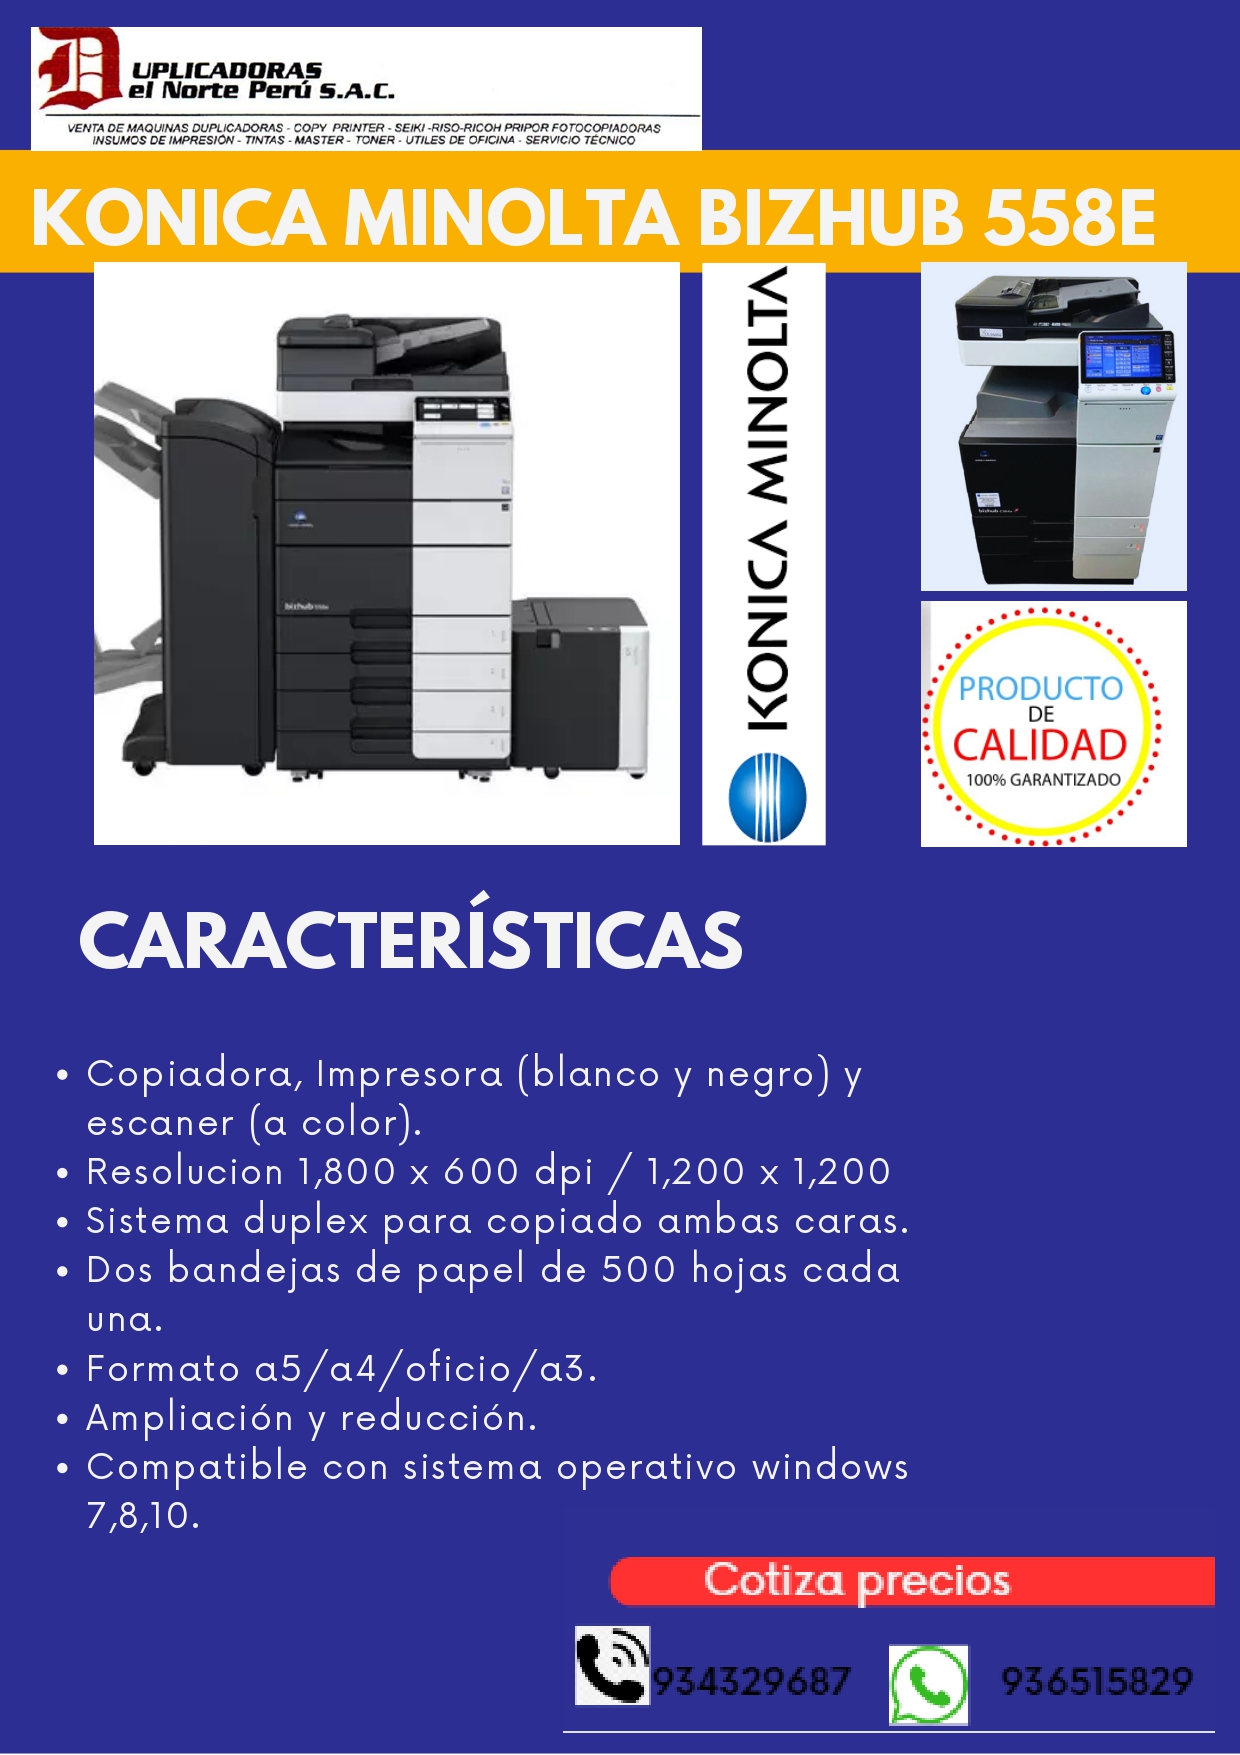 DUPLICADORAS
el Norte Perú S.A.C.
VENTA DE MAQUINAS DUPLICADORAS - COPY PRINTER - SEIKI -RISO-RICOH PRIPOR FOTOCOPIADORAS
INSUMOS DE IMPRESIÓN - TINTAS - MASTER - TONER - UTILES DE OFICINA - SERVICIO TÉCNICO
KONICA MINOLTA BIZHUB 558E
KONICA MINOLTA
bizhub
bizhub
PRODUCTO
DE
CALIDAD
100% GARANTIZADO
CARACTERÍSTICAS
• Copiadora, Impresora (blanco y negro) y
escaner (a color).
• Resolucion 1,800 x 600 dpi / 1,200 x 1,200
• Sistema duplex para copiado ambas caras.
• Dos bandejas de papel de 500 hojas cada
una.
• Formato a5/a4/oficio/a3.
• Ampliación y reducción.
• Compatible con sistema operativo windows
7,8,10.
Cotiza precios
934329687
936515829